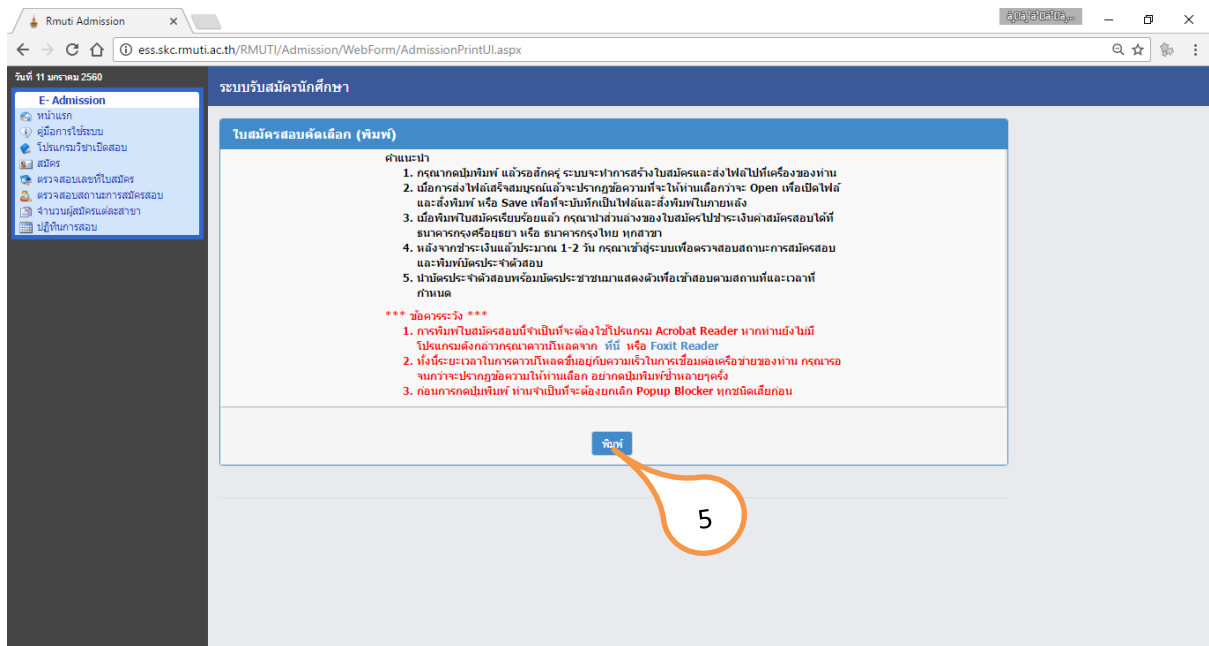 Rmuti Admission
ess.skc.rmuti.ac.th/RMUTI/Admission/WebForm/AdmissionPrintUI.aspx
วันที่ 11 มกราคม 2560
E- Admission
หน้าแรก
คู่มือการใช้ระบบ
โปรแกรมวิชาเปิดสอบ
สมัคร
ตรวจสอบเลขที่ใบสมัคร
ตรวจสอบสถานะการสมัครสอบ
จำนวนผู้สมัครแต่ละสาขา
ปฏิทินการสอบ
ระบบรับสมัครนักศึกษา
ใบสมัครสอบคัดเลือก (พิมพ์)
คำแนะนำ
1. กรุณากดปุ่มพิมพ์ แล้วรอสักครู่ ระบบจะทำการสร้างใบสมัครและส่งไฟล์ไปที่เครื่องของท่าน
2. เมื่อการส่งไฟล์เสร็จสมบูรณ์แล้วจะปรากฏข้อความที่จะให้ท่านเลือกว่าจะ Open เพื่อเปิดไฟล์
และสั่งพิมพ์ หรือ Save เพื่อที่จะบันทึกเป็นไฟล์และสั่งพิมพ์ในภายหลัง
3. เมื่อพิมพ์ใบสมัครเรียบร้อยแล้ว กรุณานำส่วนล่างของใบสมัครไปชำระเงินค่าสมัครสอบได้ที่
ธนาคารกรุงศรีอยุธยา หรือ ธนาคารกรุงไทย ทุกสาขา
4. หลังจากชำระเงินแล้วประมาณ 1-2 วัน กรุณาเข้าสู่ระบบเพื่อตรวจสอบสถานะการสมัครสอบ
และพิมพ์บัตรประจำตัวสอบ
5. นำบัตรประจำตัวสอบพร้อมบัตรประชาชนมาแสดงตัวเพื่อเข้าสอบตามสถานที่และเวลาที่
กำหนด
*** ข้อควรระวัง ***
1. การพิมพ์ใบสมัครสอบนี้จำเป็นที่จะต้องใช้โปรแกรม Acrobat Reader หากท่านยังไม่มี
โปรแกรมดังกล่าวกรุณาดาวน์โหลดจาก ที่นี่ หรือ Foxit Reader
2. ทั้งนี้ระยะเวลาในการดาวน์โหลดขึ้นอยู่กับความเร็วในการเชื่อมต่อเครือข่ายของท่าน กรุณารอ
จนกว่าจะปรากฏข้อความให้ท่านเลือก อย่ากดปุ่มพิมพ์ซ้ำหลายๆครั้ง
3. ก่อนการกดปุ่มพิมพ์ ท่านจำเป็นที่จะต้องยกเลิก Popup Blocker ทุกชนิดเสียก่อน
พิมพ์
5